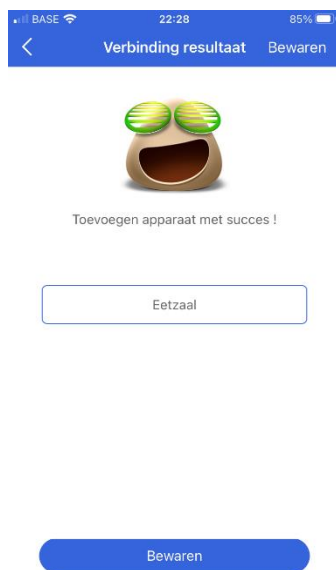 BASE 22:28 85%
Verbinding resultaat Bewaren
Toevoegen apparaat met succes !
Eetzaal
Bewaren